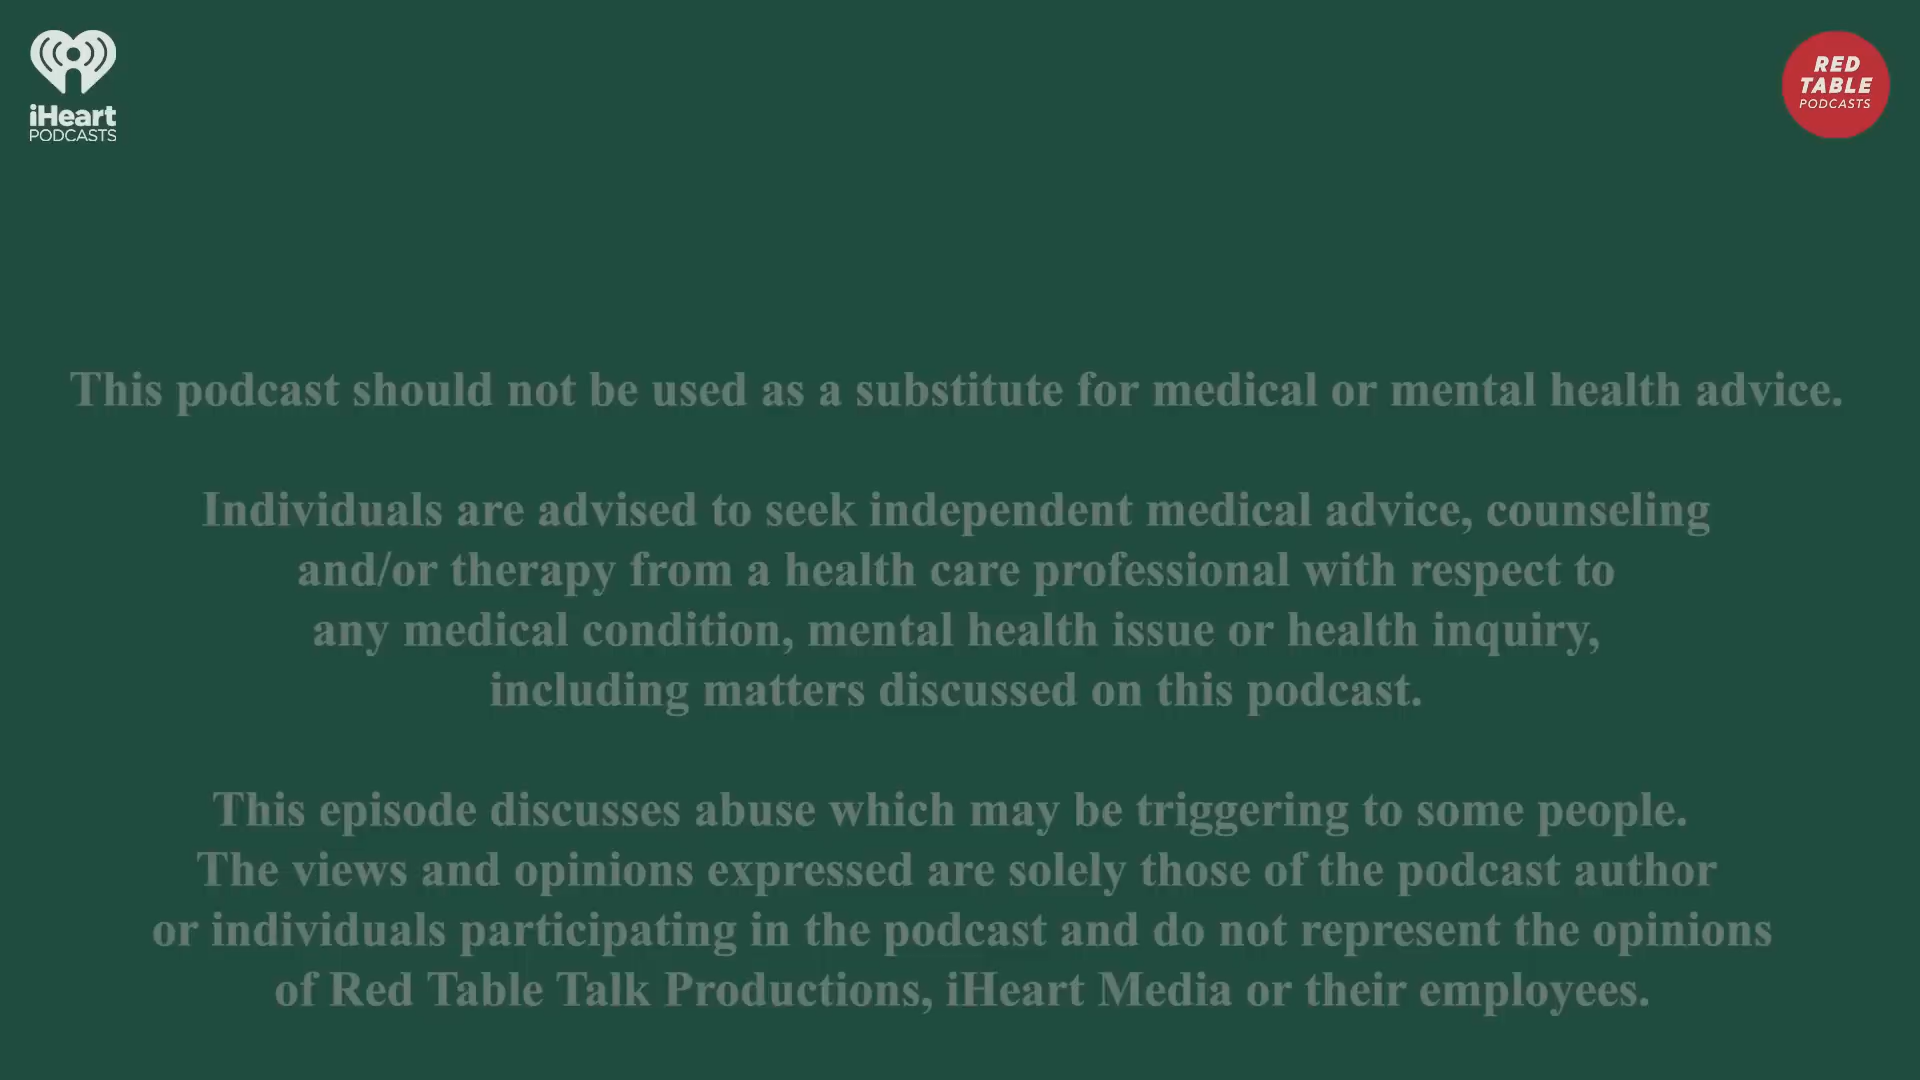 iHeart
PODCASTS
RED
TABLE
PODCASTS
This podcast should not be used as a substitute for medical or mental health advice.
Individuals are advised to seek independent medical advice, counseling
and/or therapy from a health care professional with respect to
any medical condition, mental health issue or health inquiry,
including matters discussed on this podcast.
This episode discusses abuse which may be triggering to some people.
The views and opinions expressed are solely those of the podcast author
or individuals participating in the podcast and do not represent the opinions
of Red Table Talk Productions, iHeart Media or their employees.